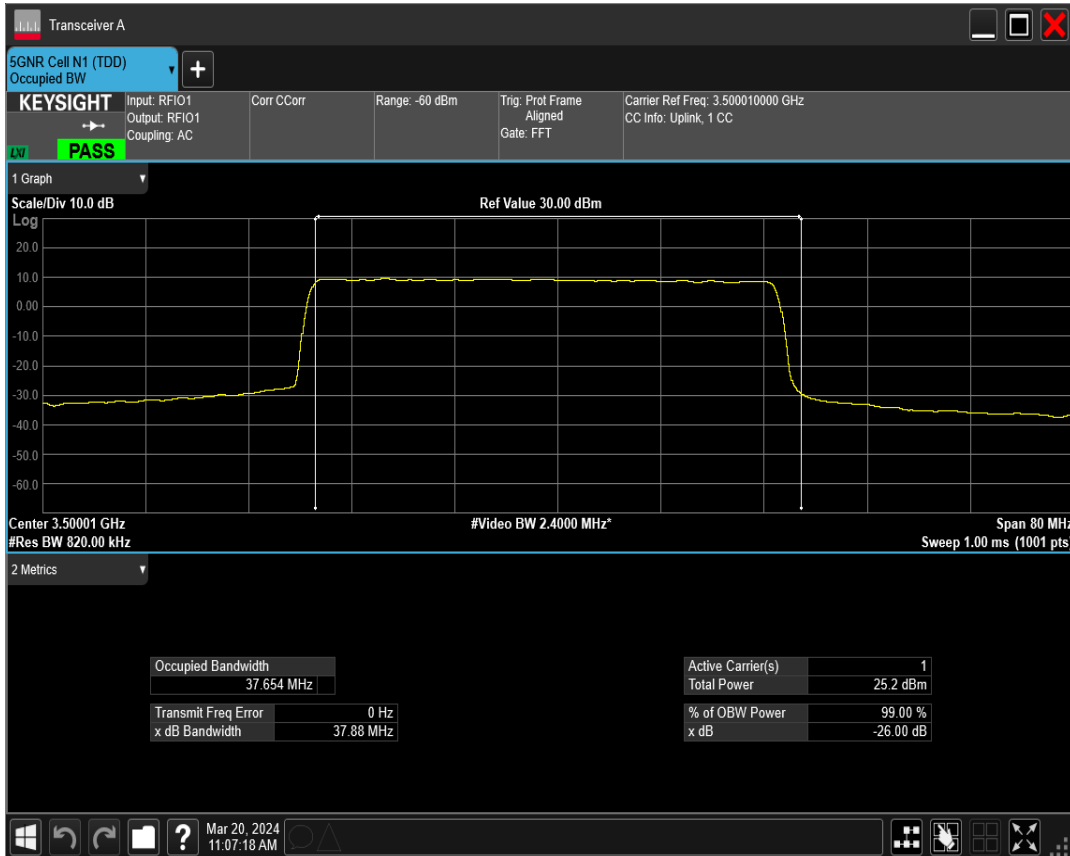 Transceiver A
5GNR Cell N1 (TDD)
Occupied BW
+
KEYSIGHT
LXI
PASS
Input: RFIO1
Output: RFIO1
Coupling: AC
Corr CCorr
Range: -60 dBm
Trig: Prot Frame
Aligned
Gate: FFT
Carrier Ref Freq: 3.500010000 GHz
CC Info: Uplink, 1 CC
1 Graph
Scale/Div 10.0 dB
Ref Value 30.00 dBm
Log
20.0
10.0
0.00
-10.0
-20.0
-30.0
-40.0
-50.0
-60.0
Center 3.50001 GHz
#Video BW 2.4000 MHz*
Span 80 MHz
#Res BW 820.00 kHz
Sweep 1.00 ms (1001 pts)
2 Metrics
Occupied Bandwidth
37.654 MHz
Transmit Freq Error 0 Hz
x dB Bandwidth 37.88 MHz
Active Carrier(s) 1
Total Power 25.2 dBm
% of OBW Power 99.00 %
x dB -26.00 dB
?
Mar 20, 2024
11:07:18 AM